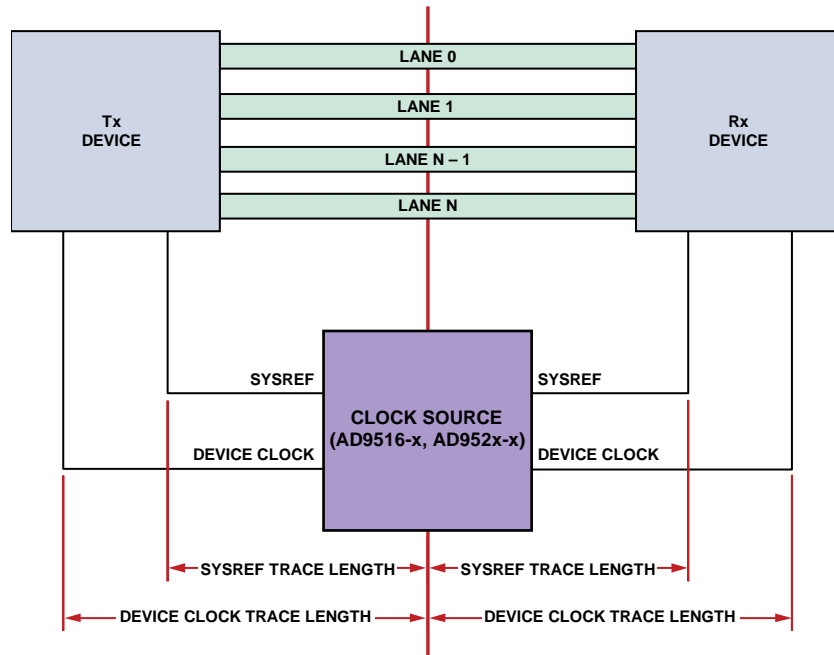 LANE 0
LANE 1
LANE N – 1
LANE N
Tx
DEVICE
Rx
DEVICE
SYSREF
SYSREF
CLOCK SOURCE
(AD9516-x, AD952x-x)
DEVICE CLOCK
DEVICE CLOCK
SYSREF TRACE LENGTH
SYSREF TRACE LENGTH
DEVICE CLOCK TRACE LENGTH
DEVICE CLOCK TRACE LENGTH